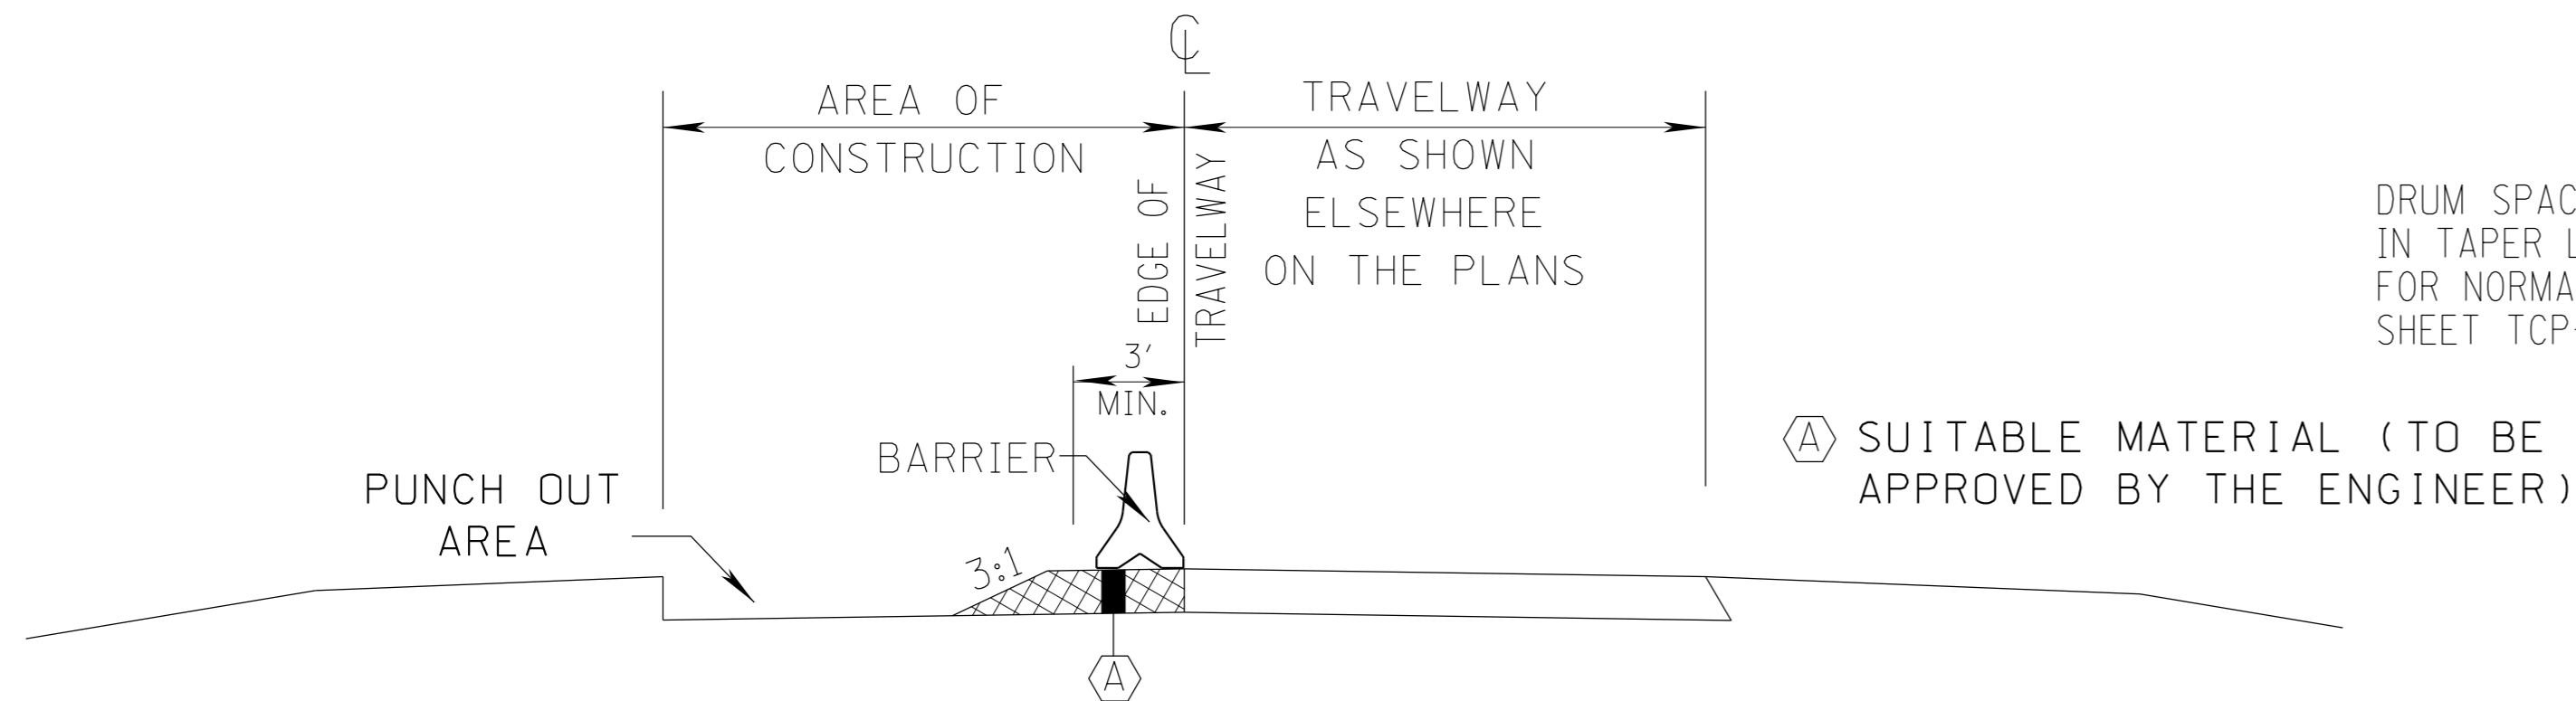 ℄
AREA OF
CONSTRUCTION
TRAVELWAY
AS SHOWN
ELSEWHERE
ON THE PLANS
EDGE OF
TRAVELWAY
3'
MIN.
BARRIER
PUNCH OUT
AREA
3:1
A
DRUM SPAC
IN TAPER L
FOR NORMA
SHEET TCP-
A SUITABLE MATERIAL (TO BE
APPROVED BY THE ENGINEER)